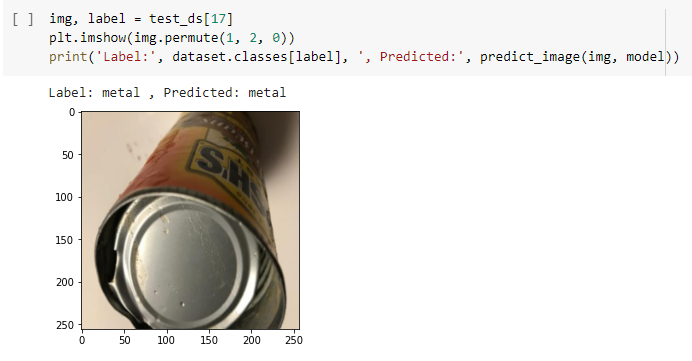 [ ] img, label = test_ds[17]
plt.imshow(img.permute(1, 2, 0))
print('Label:', dataset.classes[label], ', Predicted:', predict_image(img, model))
Label: metal , Predicted: metal
0
50
100
150
200
250
0 50 100 150 200 250